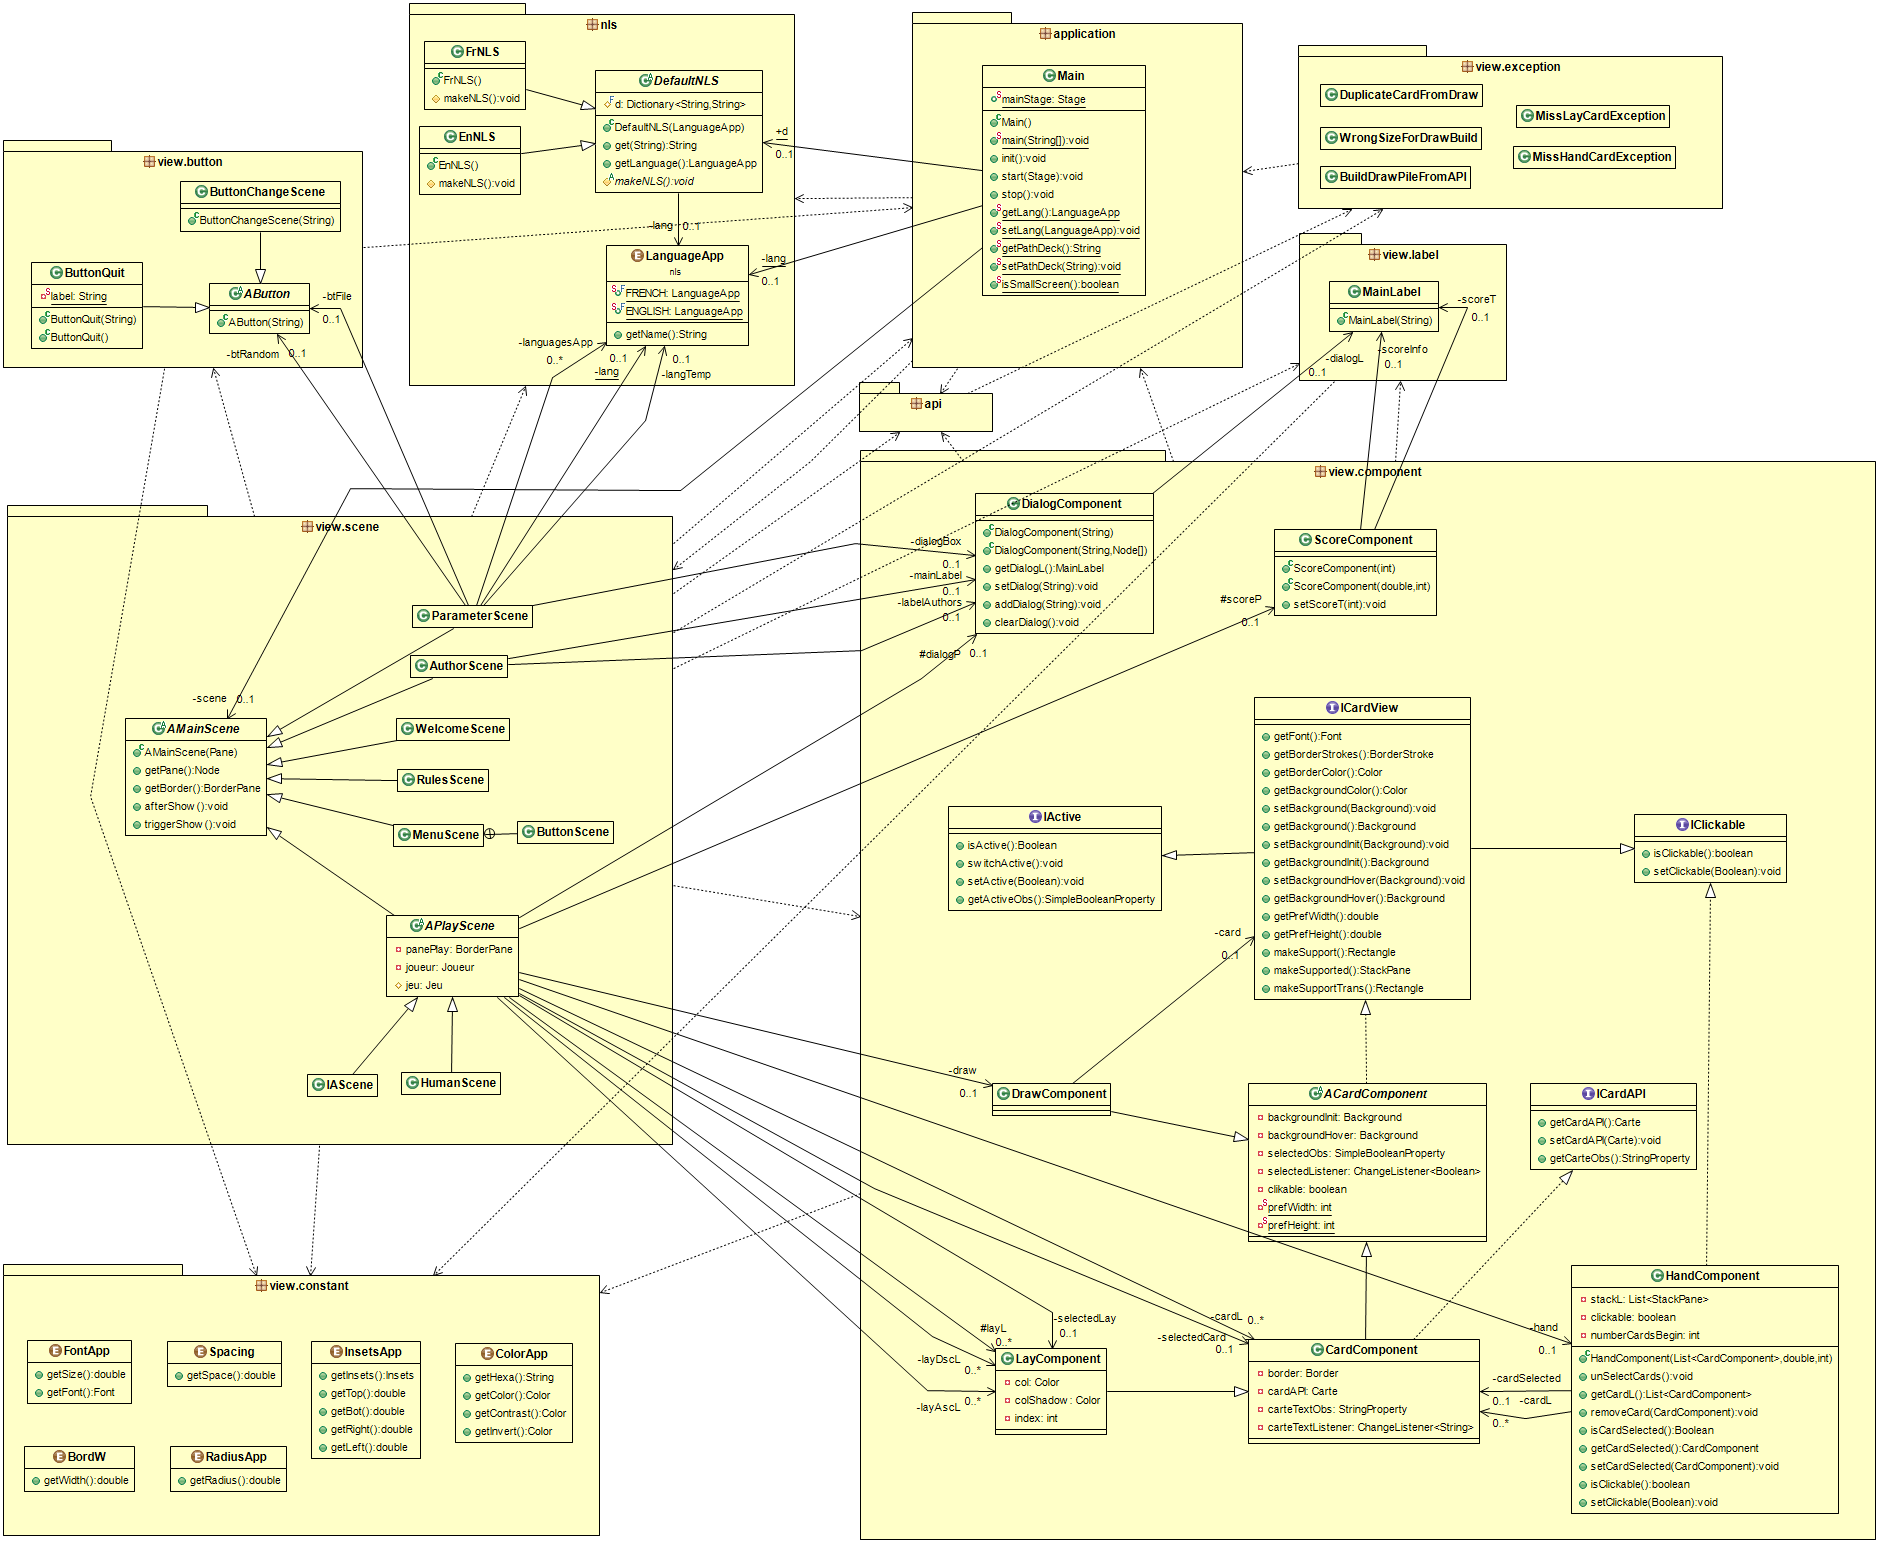 nls
FrNLS
FrNLS()
makeNLS():void
EnNLS
EnNLS()
makeNLS():void
DefaultNLS
d: Dictionary<String,String>
DefaultNLS(LanguageApp)
get(String):String
getLanguage():LanguageApp
makeNLS():void
-lang
0..1
LanguageApp
nls
FRENCH: LanguageApp
ENGLISH: LanguageApp
getName():String
-languagesApp
0..*
0..1
-lang
0..1
-langTemp
+d
0..1
-lang
0..1
application
Main
mainStage: Stage
Main()
main(String[]):void
init():void
start(Stage):void
stop():void
getLang():LanguageApp
setLang(LanguageApp):void
getPathDeck():String
setPathDeck(String):void
isSmallScreen():boolean
view.exception
DuplicateCardFromDraw
WrongSizeForDrawBuild
BuildDrawPileFromAPI
MissLayCardException
MissHandCardException
view.button
ButtonChangeScene
ButtonChangeScene(String)
ButtonQuit
label: String
ButtonQuit(String)
ButtonQuit()
AButton
AButton(String)
-btFile
0..1
-btRandom
0..1
view.label
MainLabel
MainLabel(String)
-scoreT
0..1
-scoreInfo
0..1
-dialogL
0..1
api
view.scene
ParameterScene
AuthorScene
-scene
0..1
AMainScene
AMainScene(Pane)
getPane():Node
getBorder():BorderPane
afterShow():void
triggerShow():void
WelcomeScene
RulesScene
MenuScene
ButtonScene
APlayScene
panePlay: BorderPane
joueur: Joueur
jeu: Jeu
IAScene
HumanScene
view.component
DialogComponent
DialogComponent(String)
DialogComponent(String,Node[])
getDialogL():MainLabel
setDialog(String):void
addDialog(String):void
clearDialog():void
-dialogBox
0..1
-mainLabel
0..1
-labelAuthors
0..1
#dialogP
0..1
ScoreComponent
ScoreComponent(int)
ScoreComponent(double,int)
setScoreT(int):void
#scoreP
0..1
ICardView
getFont():Font
getBorderStrokes():BorderStroke
getBorderColor():Color
getBackgroundColor():Color
setBackground(Background):void
getBackground():Background
setBackgroundInit(Background):void
getBackgroundInit():Background
setBackgroundHover(Background):void
getBackgroundHover():Background
getPrefWidth():double
getPrefHeight():double
makeSupport():Rectangle
makeSupported():StackPane
makeSupportTrans():Rectangle
IActive
isActive():Boolean
switchActive():void
setActive(Boolean):void
getActiveObs():SimpleBooleanProperty
IClickable
isClickable():boolean
setClickable(Boolean):void
-card
0..1
-draw
0..1
DrawComponent
ACardComponent
backgroundInit: Background
backgroundHover: Background
selectedObs: SimpleBooleanProperty
selectedListener: ChangeListener<Boolean>
clikable: boolean
prefWidth: int
prefHeight: int
ICardAPI
getCardAPI():Carte
setCardAPI(Carte):void
getCarteObs():StringProperty
HandComponent
stackL: List<StackPane>
clickable: boolean
numberCardsBegin: int
HandComponent(List<CardComponent>,double,int)
unSelectCards():void
getCardL():List<CardComponent>
removeCard(CardComponent):void
isCardSelected():Boolean
getCardSelected():CardComponent
setCardSelected(CardComponent):void
isClickable():boolean
setClickable(Boolean):void
-hand
0..1
-cardSelected
0..1
-cardL
0..*
CardComponent
border: Border
cardAPI: Carte
carteTextObs: StringProperty
carteTextListener: ChangeListener<String>
-cardL
0..*
-selectedCard
0..1
-selectedLay
0..1
#layL
0..*
-layDscL
0..*
-layAscL
0..*
LayComponent
col: Color
colShadow: Color
index: int
view.constant
FontApp
getSize():double
getFont():Font
Spacing
getSpace():double
InsetsApp
getInsets():Insets
getTop():double
getBot():double
getRight():double
getLeft():double
ColorApp
getHexa():String
getColor():Color
getContrast():Color
getInvert():Color
BordW
getWidth():double
RadiusApp
getRadius():double